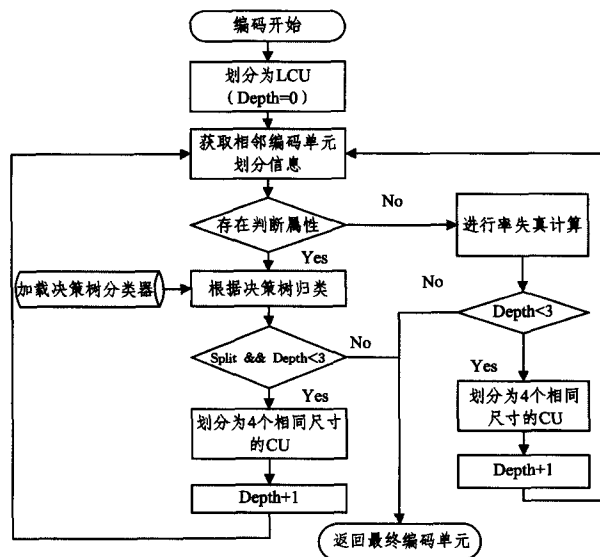 编码开始
划分为LCU
(Depth=0)
获取相邻编码单元
划分信息
存在判断属性
No
进行率失真计算
Yes
加载决策树分类器
根据决策树归类
No
Depth<3
Split && Depth<3
No
Yes
Yes
划分为4个相同尺寸
的CU
划分为4个相同
尺寸的CU
Depth+1
Depth+1
返回最终编码单元